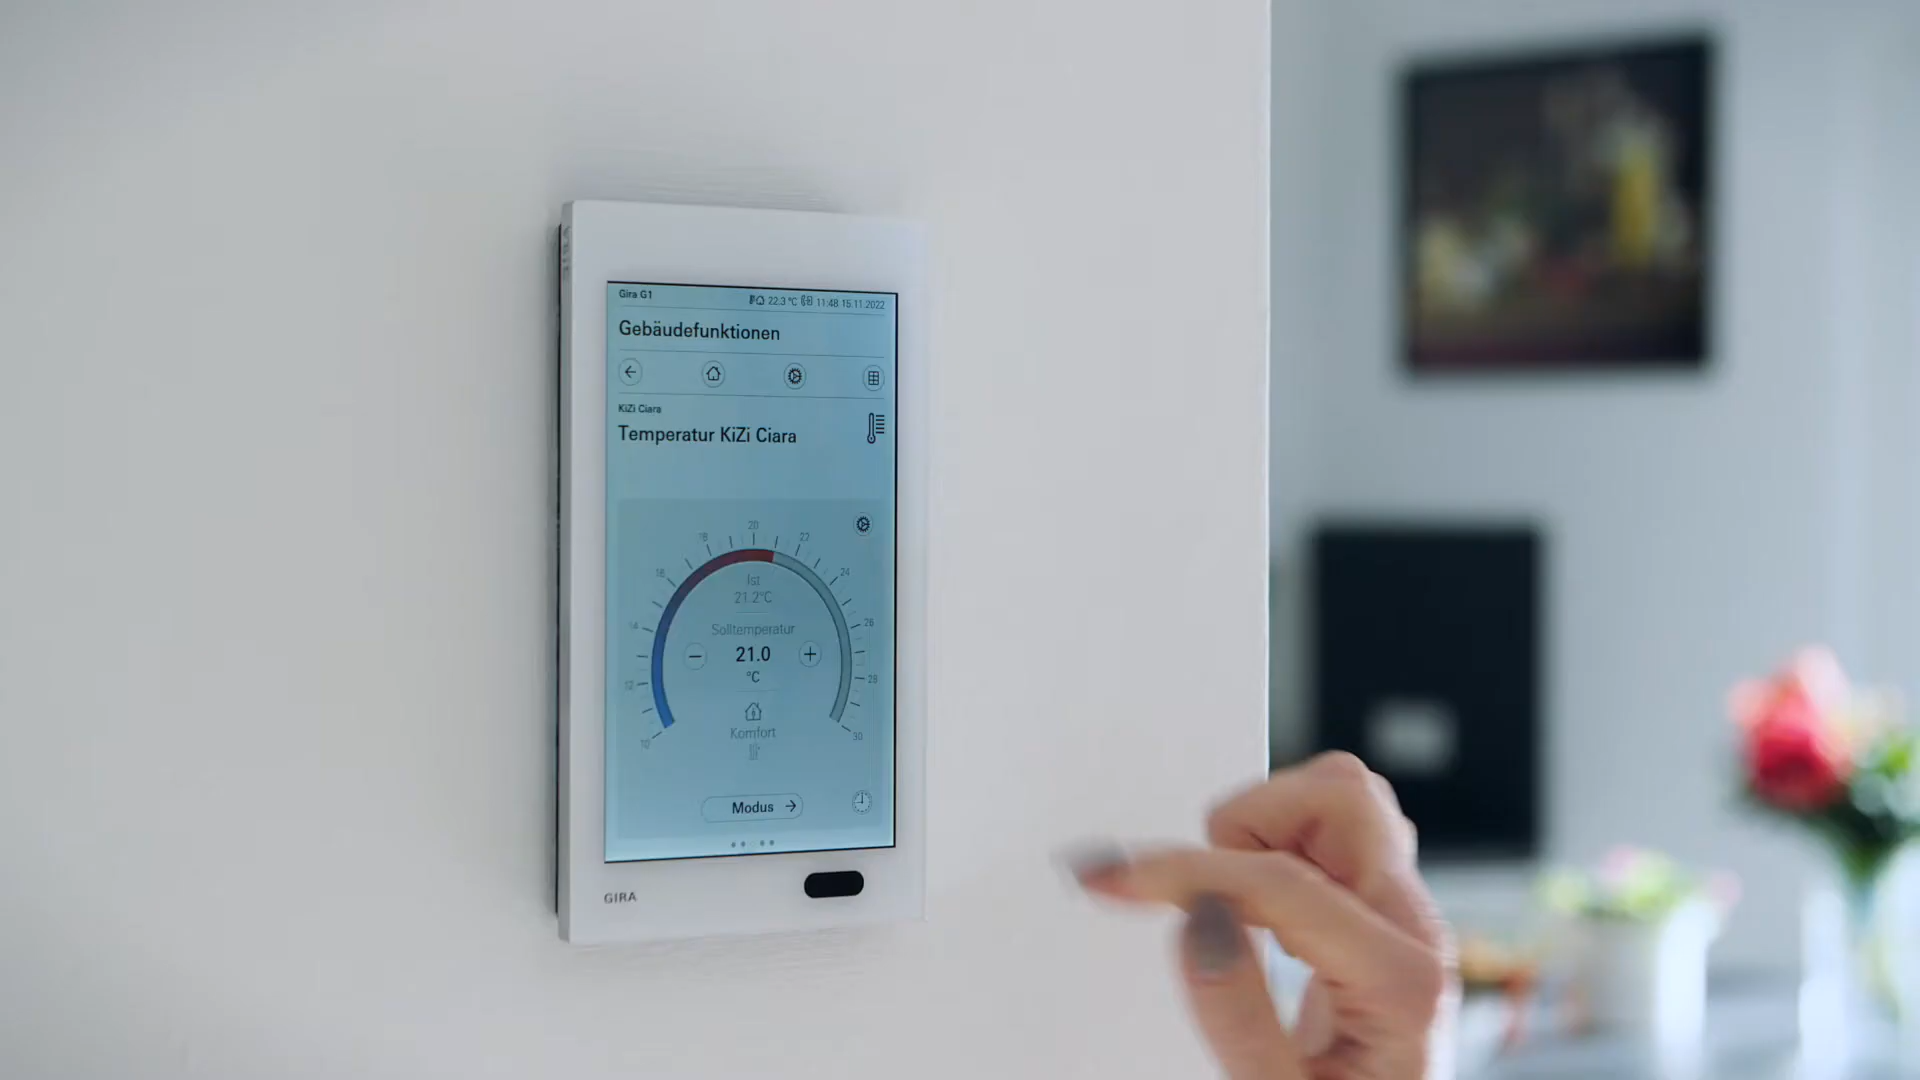 Gira G1
22.3 °C 11:48 15.11.2022
Gebäudefunktionen
KiZi Ciara
Temperatur KiZi Ciara
20
18
22
16
24
14
26
12
28
10
30
Ist
21.2°C
Solltemperatur
− 21.0 +
°C
Komfort
Modus →
GIRA